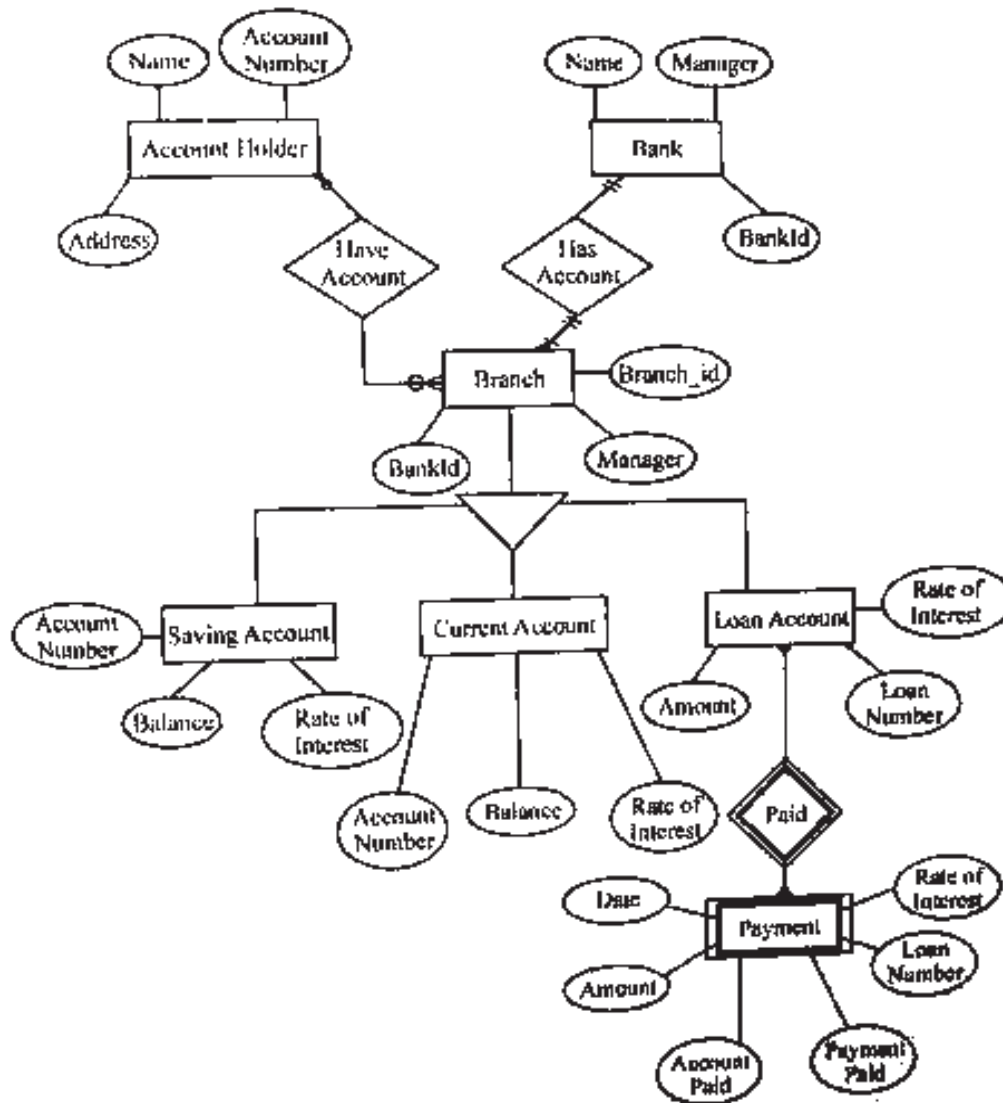 Name
Account
Number
Name
Manager
Account Holder
Bank
Address
BankId
Have
Account
Has
Account
Branch
Branch_id
BankId
Manager
Account
Number
Saving Account
Current Account
Loan Account
Rate of
Interest
Balance
Rate of
Interest
Amount
Loan
Number
Account
Number
Balance
Rate of
Interest
Paid
Date
Payment
Rate of
Interest
Amount
Loan
Number
Account
Paid
Payment
Paid